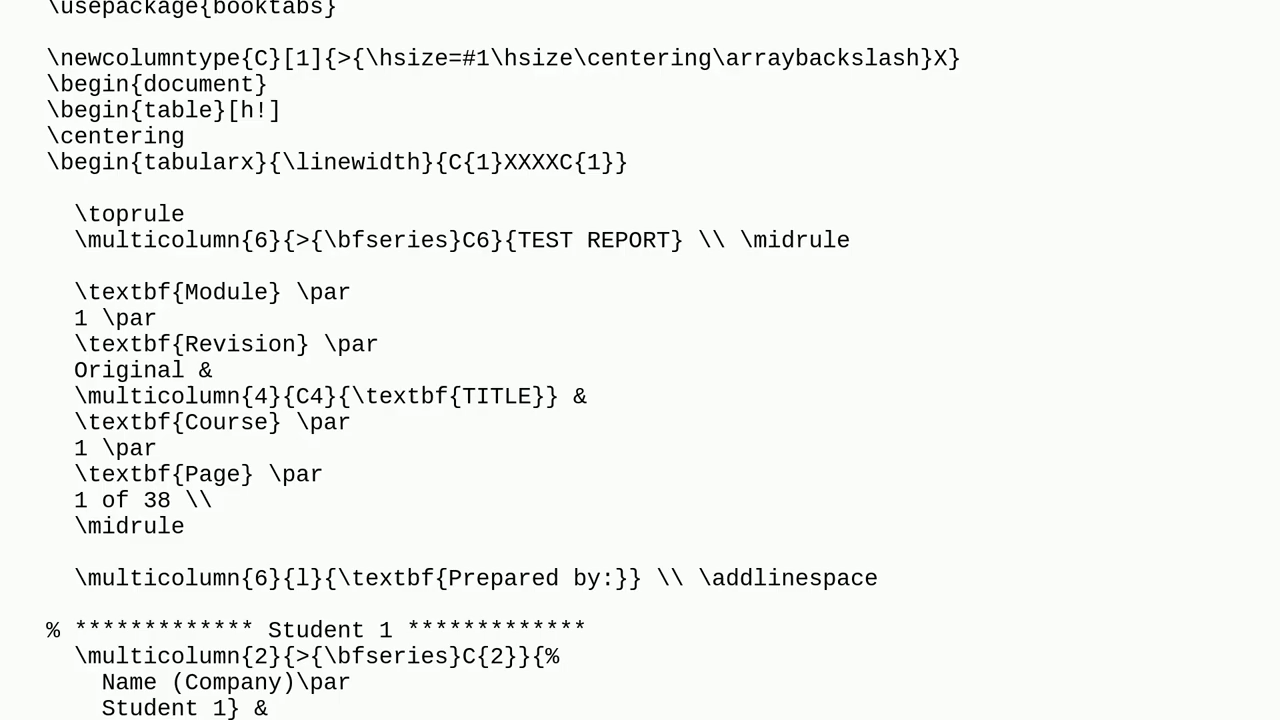 \usepackage{booktabs}
\newcolumntype{C}[1]{>{\hsize=#1\hsize\centering\arraybackslash}X}
\begin{document}
\begin{table}[h!]
\centering
\begin{tabularx}{\linewidth}{C{1}XXXXC{1}}
\toprule
\multicolumn{6}{>{\bfseries}C6}{TEST REPORT} \\ \midrule
\textbf{Module} \par
1 \par
\textbf{Revision} \par
Original &
\multicolumn{4}{C4}{\textbf{TITLE}} &
\textbf{Course} \par
1 \par
\textbf{Page} \par
1 of 38 \\
\midrule
\multicolumn{6}{l}{\textbf{Prepared by:}} \\ \addlinespace
% ************* Student 1 *************
\multicolumn{2}{>{\bfseries}C{2}}{%
Name (Company)\par
Student 1} &